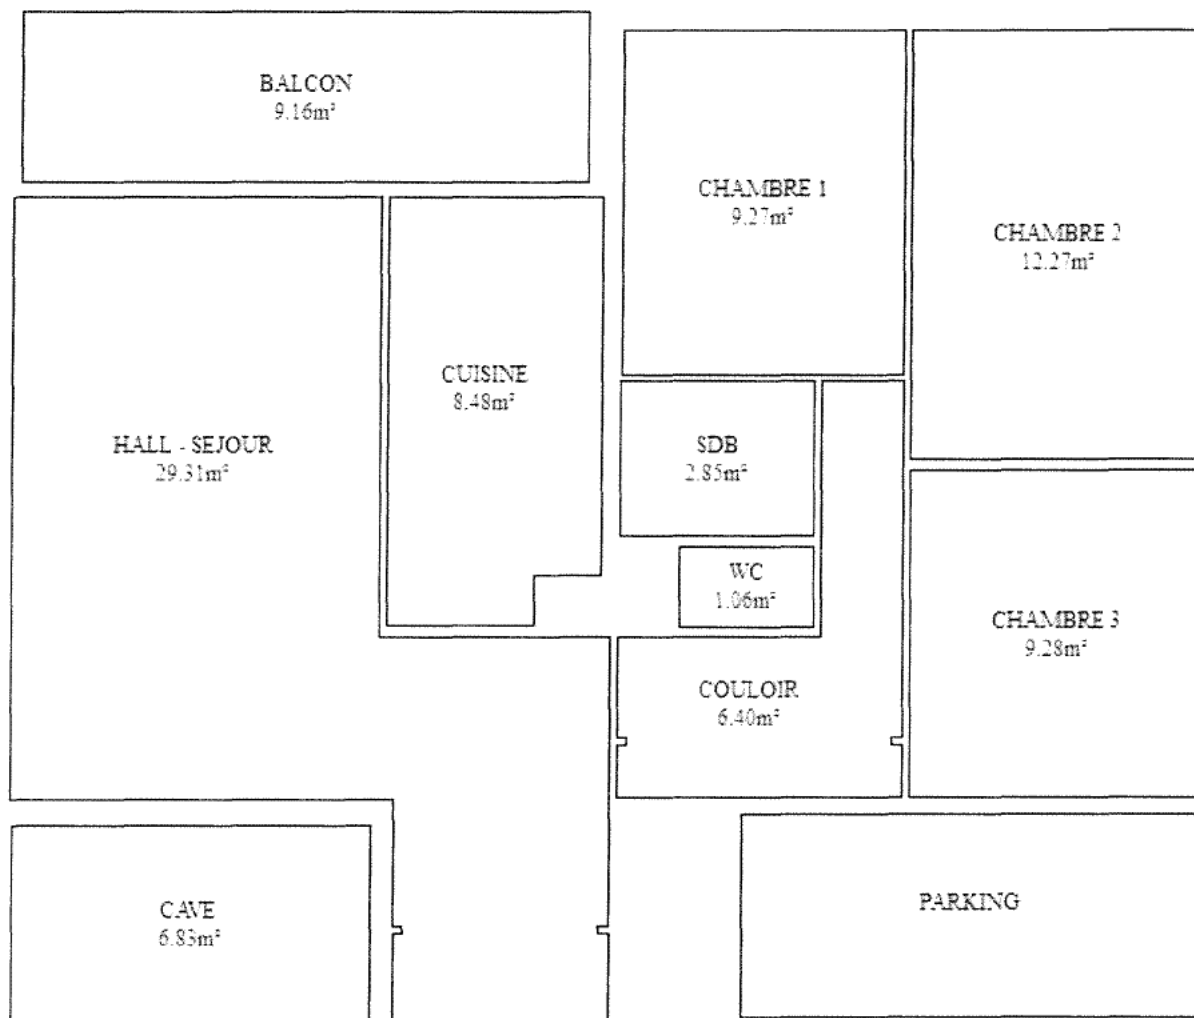 BALCON
9.16m²
CHAMBRE 1
9.27m²
CHAMBRE 2
12.27m²
CUISINE
8.48m²
HALL - SEJOUR
29.31m²
SDB
2.85m²
WC
1.06m²
CHAMBRE 3
9.28m²
COULOIR
6.40m²
CAVE
6.83m²
PARKING